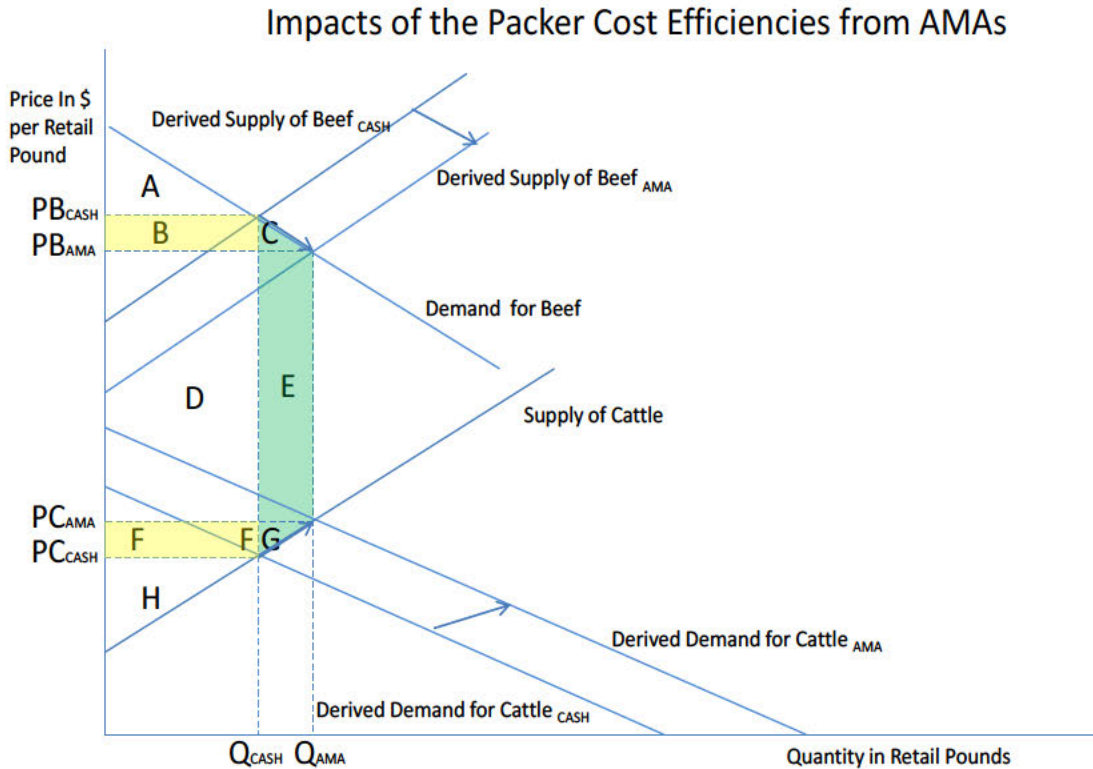 Impacts of the Packer Cost Efficiencies from AMAs
Price In $
per Retail
Pound
Derived Supply of Beef CASH
Derived Supply of Beef AMA
A
PBCASH
B
C
PBAMA
Demand for Beef
D
E
Supply of Cattle
PCAMA
F
F
G
PCCASH
H
Derived Demand for Cattle AMA
Derived Demand for Cattle CASH
QCASH
QAMA
Quantity in Retail Pounds